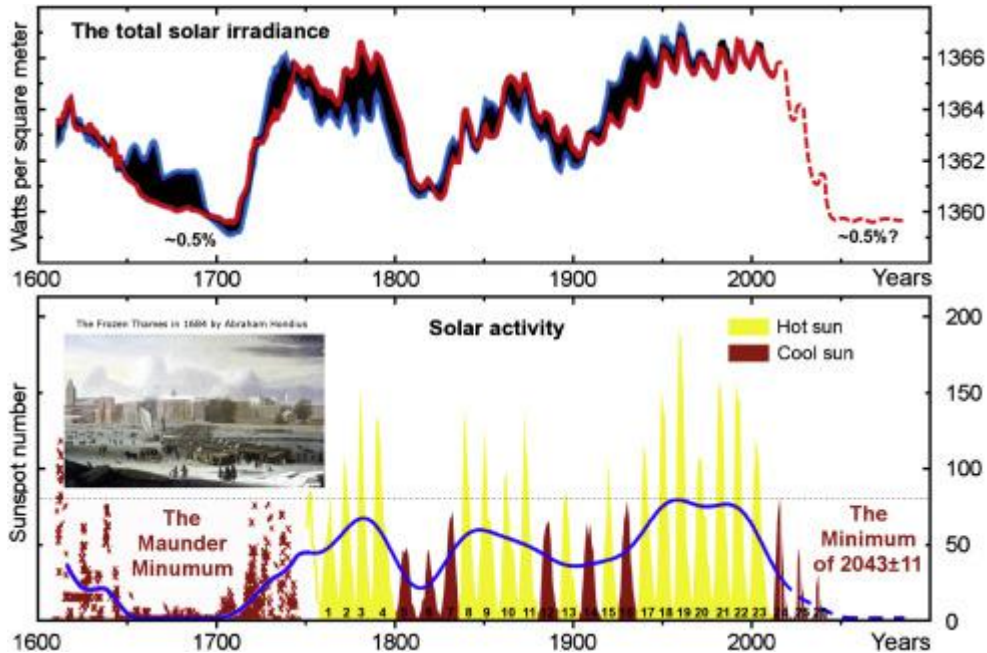 The total solar irradiance
Watts per square meter
1366
1364
1362
1360
~0.5%
~0.5%?
1600
1700
1800
1900
2000
Years
The Frozen Thames in 1684 by Abraham Hondius
Solar activity
Hot sun
Cool sun
Sunspot number
200
150
100
50
0
The
Maunder
Minumum
The
Minimum
of 2043±11
1 2 3 4 5 6 7 8 9 10 11 12 13 14 15 16 17 18 19 20 21 22 23 24 25 26
1600
1700
1800
1900
2000
Years